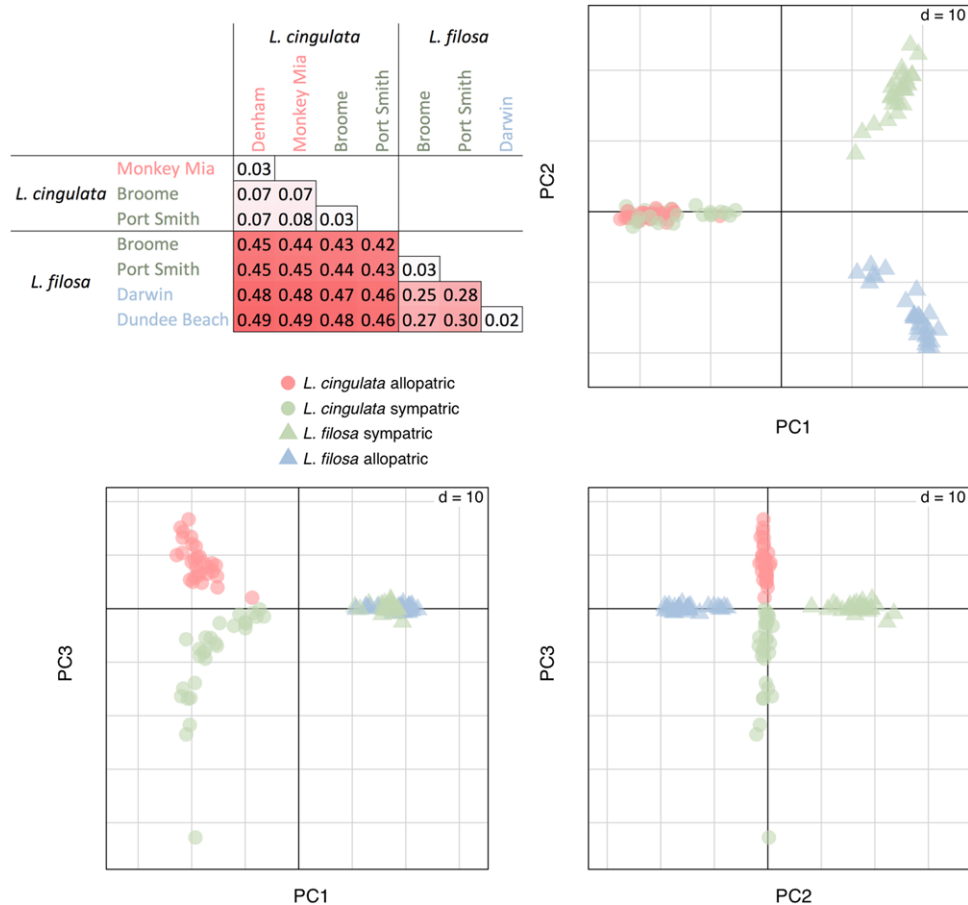 L. cingulata L. filosa
Denham Monkey Mia Broome Port Smith Broome Port Smith Darwin
Monkey Mia 0.03
L. cingulata Broome 0.07 0.07
Port Smith 0.07 0.08 0.03
Broome 0.45 0.44 0.43 0.42
L. filosa Port Smith 0.45 0.45 0.44 0.43 0.03
Darwin 0.48 0.48 0.47 0.46 0.25 0.28
Dundee Beach 0.49 0.49 0.48 0.46 0.27 0.30 0.02
d = 10
PC2
PC1
L. cingulata allopatric
L. cingulata sympatric
L. filosa sympatric
L. filosa allopatric
d = 10
PC3
PC1
d = 10
PC3
PC2